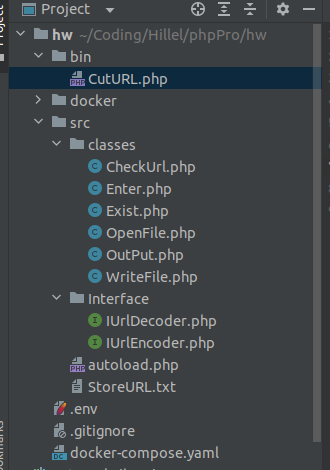 Project
Project
hw ~/Coding/Hillel/phpPro/hw
bin
CutURL.php
docker
src
classes
CheckUrl.php
Enter.php
Exist.php
OpenFile.php
OutPut.php
WriteFile.php
Interface
IUrlDecoder.php
IUrlEncoder.php
autoload.php
StoreURL.txt
.env
.gitignore
docker-compose.yaml